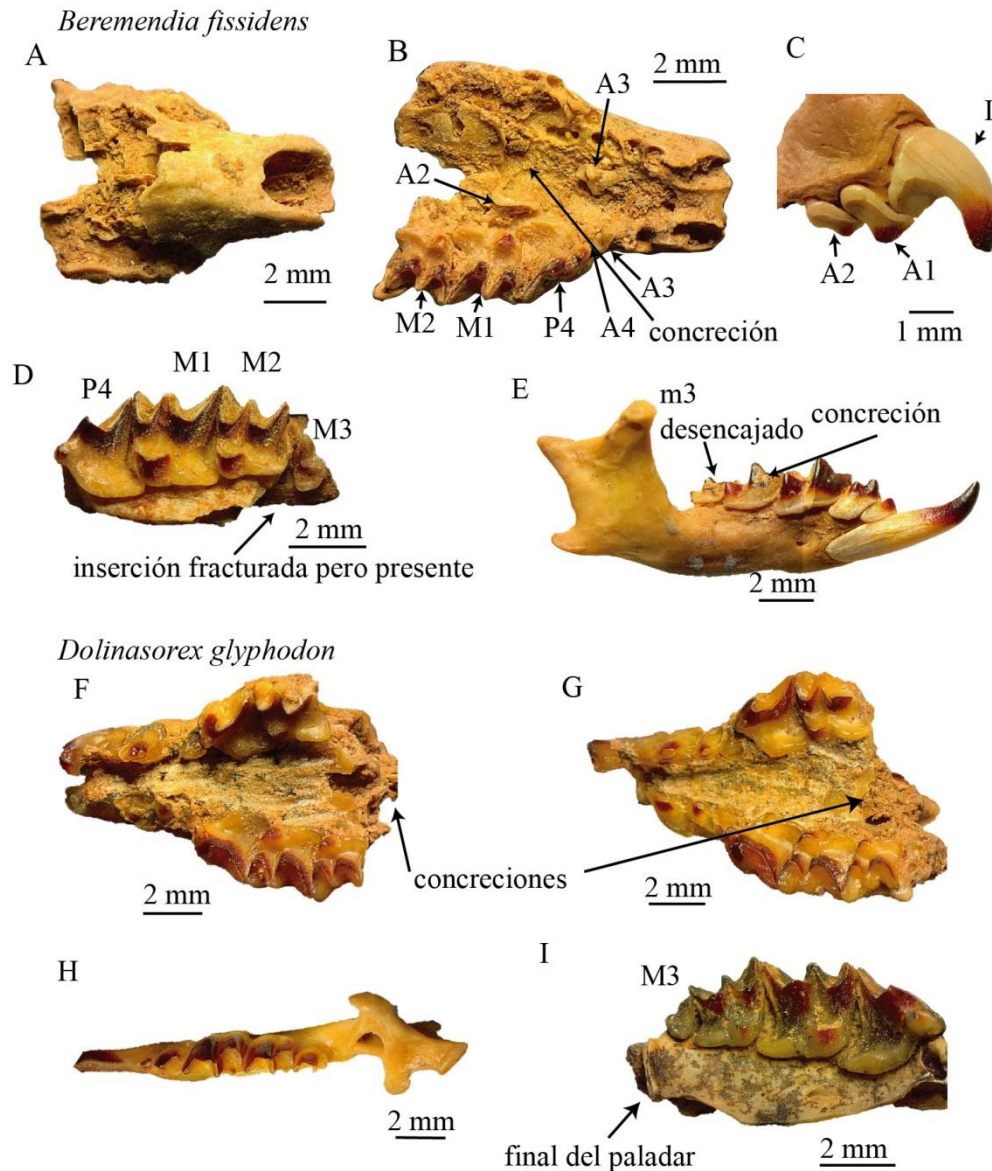 Beremendia fissidens
A
2 mm
B
2 mm
A3
A2
M2
M1
P4
A4
A3
concreción
C
I
A2
A1
1 mm
D
P4
M1
M2
M3
2 mm
inserción fracturada pero presente
E
m3
desencajado
concreción
2 mm
Dolinasorex glyphodon
F
2 mm
G
2 mm
concreciones
H
2 mm
I
M3
final del paladar
2 mm